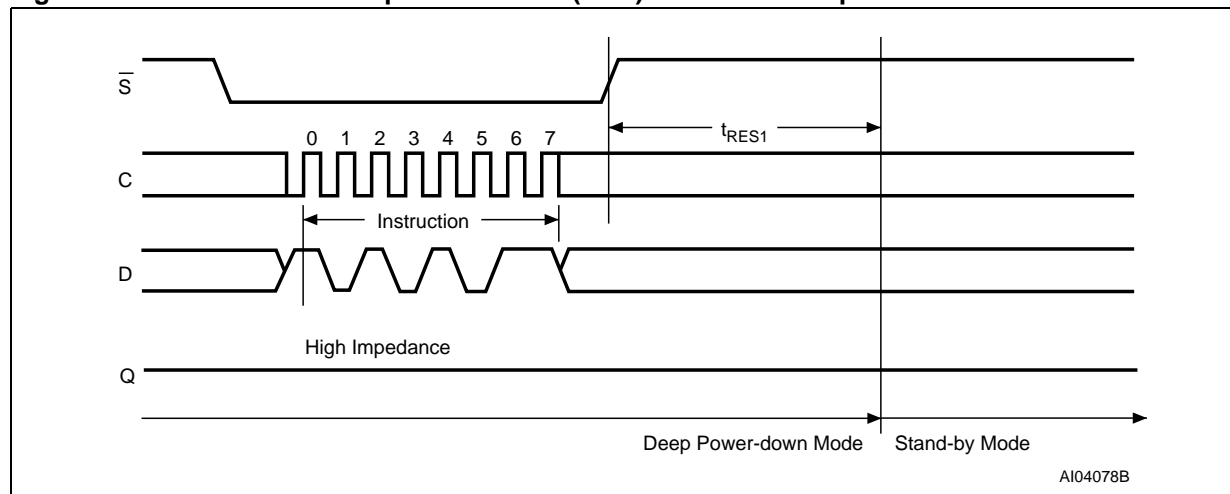 S
0 1 2 3 4 5 6 7
tRES1
C
Instruction
D
High Impedance
Q
Deep Power-down Mode Stand-by Mode
AI04078B